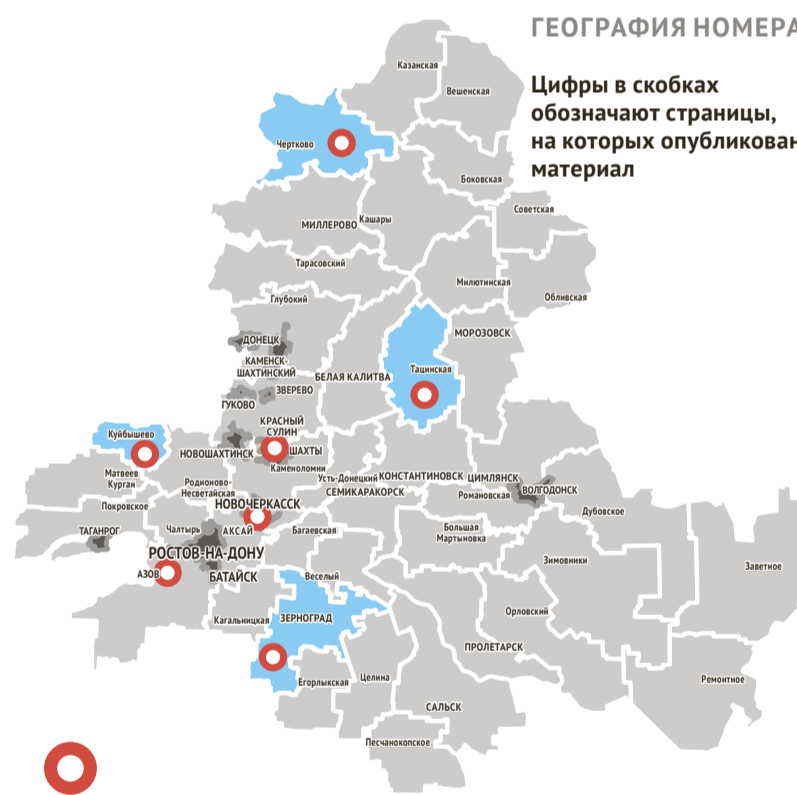 ГЕОГРАФИЯ НОМЕРА
Цифры в скобках
обозначают страницы,
на которых опубликован
материал
Казанская
Вешенская
Чертково
Боковская
Советская
МИЛЛЕРОВО
Кашары
Тарасовский
Милютинская
Обливская
Глубокий
МОРОЗОВСК
ДОНЕЦК
КАМЕНСК-
ШАХТИНСКИЙ
БЕЛАЯ КАЛИТВА
Тацинская
ЗВЕРЕВО
ГУКОВО
КРАСНЫЙ
СУЛИН
Куйбышево
НОВОШАХТИНСК
ШАХТЫ
Каменоломни
Матвеев
Курган
Родионово-
Несветайская
Усть-Донецкий
КОНСТАНТИНОВСК
ЦИМЛЯНСК
СЕМИКАРАКОРСК
Романовская
ВОЛГОДОНСК
Покровское
НОВОЧЕРКАССК
Дубовское
ТАГАНРОГ
Чалтырь
АКСАЙ
Багаевская
Большая
Мартыновка
РОСТОВ-НА-ДОНУ
Зимовники
Заветное
АЗОВ
БАТАЙСК
Веселый
Кагальницкая
ЗЕРНОГРАД
Орловский
ПРОЛЕТАРСК
Егорлыкская
Целина
Ремонтное
САЛЬСК
Песчанокопское